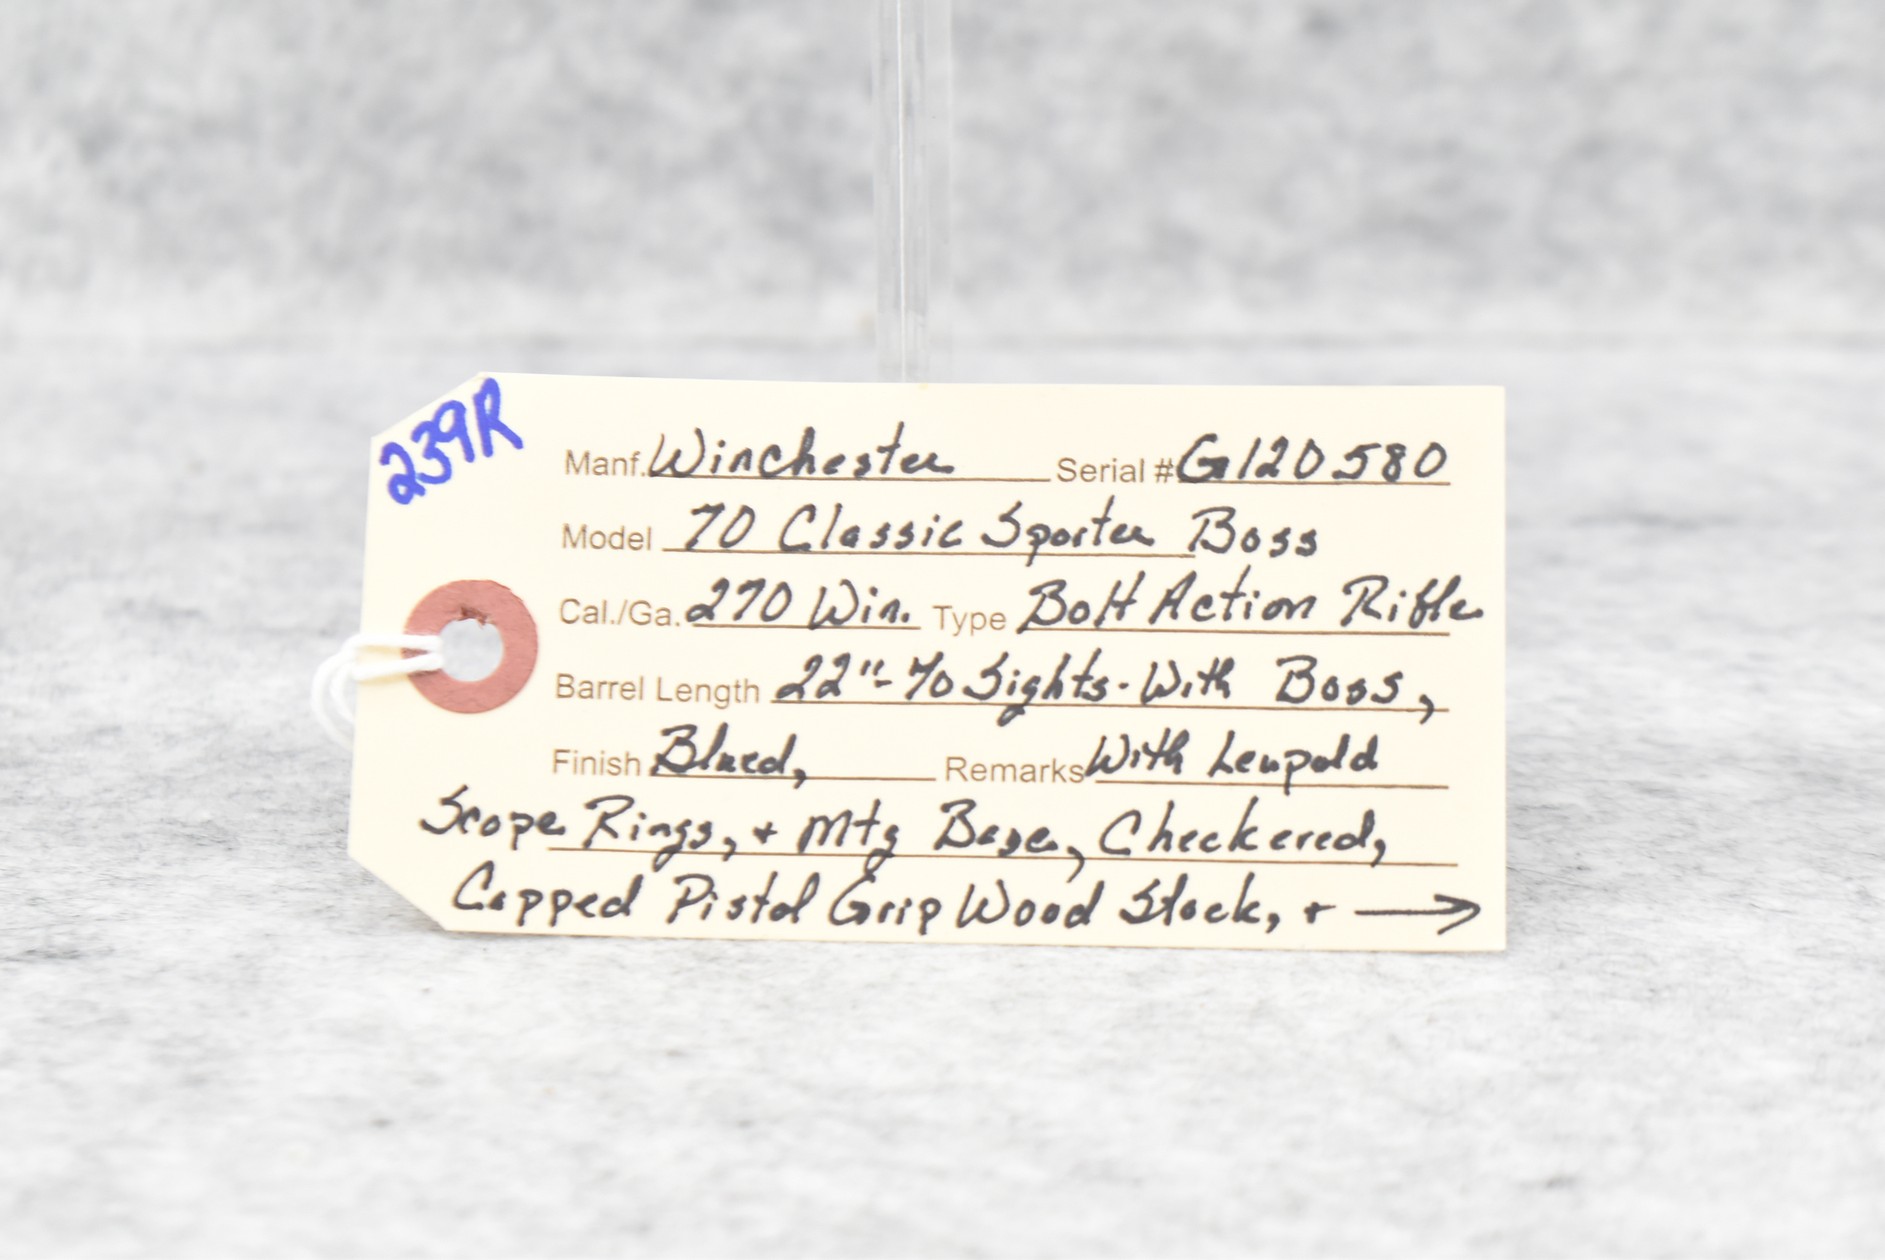 239R
Manf. Winchester Serial # G120580
Model 70 Classic Sporter Boss
Cal./Ga. 270 Win. Type Bolt Action Rifle
Barrel Length 22"- No Sights - With Boss,
Finish Blued, Remarks With Leupold
Scope Rings, + Mtg Base, Checkered,
Capped Pistol Grip Wood Stock, + →